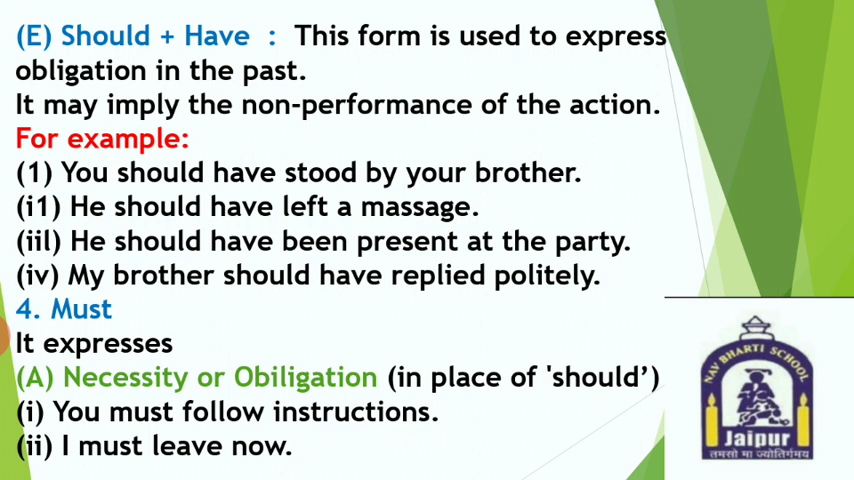 (E) Should + Have : This form is used to express
obligation in the past.
It may imply the non-performance of the action.
For example:
(1) You should have stood by your brother.
(i1) He should have left a massage.
(iil) He should have been present at the party.
(iv) My brother should have replied politely.
4. Must
It expresses
(A) Necessity or Obiligation (in place of 'should’)
(i) You must follow instructions.
(ii) I must leave now.
NAV BHARTI SCHOOL
Jaipur
तमसो मा ज्योतिर्गमय